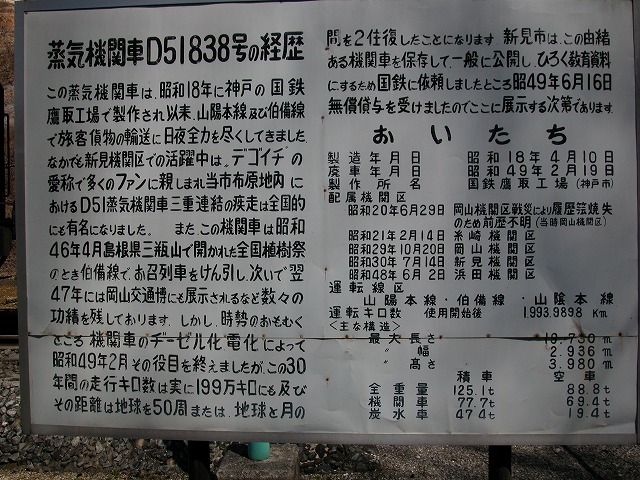 蒸気機関車D51838号の経歴
この蒸気機関車は、昭和18年に神戸の国鉄
鷹取工場で製作され以来、山陽本線及び伯備線
で旅客貨物の輸送に日夜全力を尽くしてきました
なかでも新見機関区での活躍中は、デゴイチの
愛称で多くのファンに親しまれ当市布原地内に
おけるD51蒸気機関車三重連結の疾走は全国的
にも有名になりました。また、この機関車は昭和
46年4月島根県三瓶山で開かれた全国植樹祭
のとき伯備線で、お召列車をけん引し、次いで翌
47年には岡山交通博にも展示されるなど数々の
功績を残しております。しかし、時勢のおもむく
ところ機関車のヂーゼル化電化によって
昭和49年2月その役目を終えましたが、この30
年間の走行キロ数は実に199万キロにも及び
その距離は地球を50周または、地球と月の
間を2往復したことになります 新見市は、この由緒
ある機関車を保存して、一般に公開し、ひろく教育資料
にするため国鉄に依頼しましたところ昭49年6月16日
無償貸与を受けましたのでここに展示する次第であります
おいたち
製造年月日 昭和18年4月10日
廃車年月日 昭和49年2月19日
製作所名 国鉄鷹取工場(神戸市)
配属機関区
昭和20年6月29日 岡山機関区戦災により履歴簿焼失
のため前歴不明(当時岡山機関区)
昭和21年2月14日 糸崎機関区
昭和29年10月20日 岡山機関区
昭和30年7月14日 新見機関区
昭和48年6月2日 浜田機関区
運転線区
山陽本線・伯備線・山陰本線
運転キロ数 使用開始後 1.993.9898 Km
〈主な構造〉
最大長さ 19.730 m
〃 幅 2.936 m
〃 高さ 3.980 m
積車 空車
全重量 125.1t 88.8t
機関車 77.7t 69.4t
炭水車 47.4t 19.4t